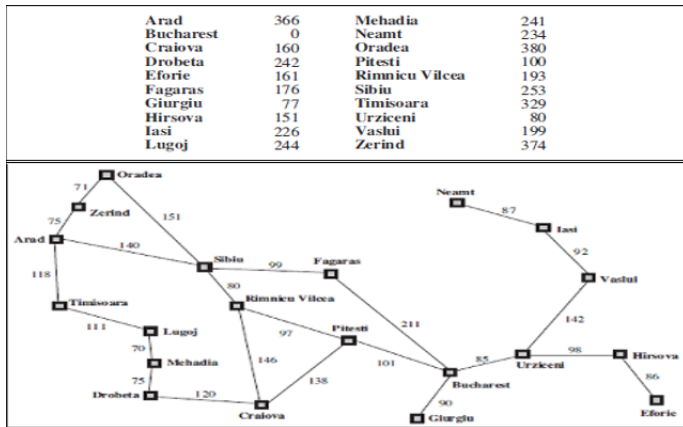 Arad 366 Mehadia 241
Bucharest 0 Neamt 234
Craiova 160 Oradea 380
Drobeta 242 Pitesti 100
Eforie 161 Rimnicu Vilcea 193
Fagaras 176 Sibiu 253
Giurgiu 77 Timisoara 329
Hirsova 151 Urziceni 80
Iasi 226 Vaslui 199
Lugoj 244 Zerind 374
Oradea
71
Neamt
Zerind
87
151
75
Iasi
Arad
140
92
Sibiu
99
Fagaras
118
Vaslui
80
Timisoara
Rimnicu Vilcea
111
142
Lugoj
97
Pitesti
211
70
98
Hirsova
146
85
Mehadia
101
Urziceni
86
75
138
Bucharest
120
90
Drobeta
Craiova
Eforie
Giurgiu